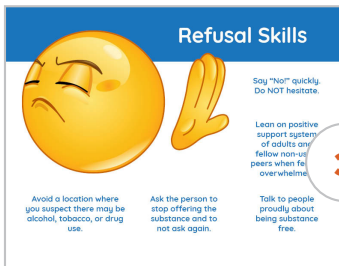 Refusal Skills
Say "No!" quickly.
Do NOT hesitate.
Lean on positive
support system
of adults and
fellow non-
peers when
overwhelme
Avoid a location where
you suspect there may be
alcohol, tobacco, or drug
use.
Ask the person to
stop offering the
substance and to
not ask again.
Talk to people
proudly about
being substance
free.